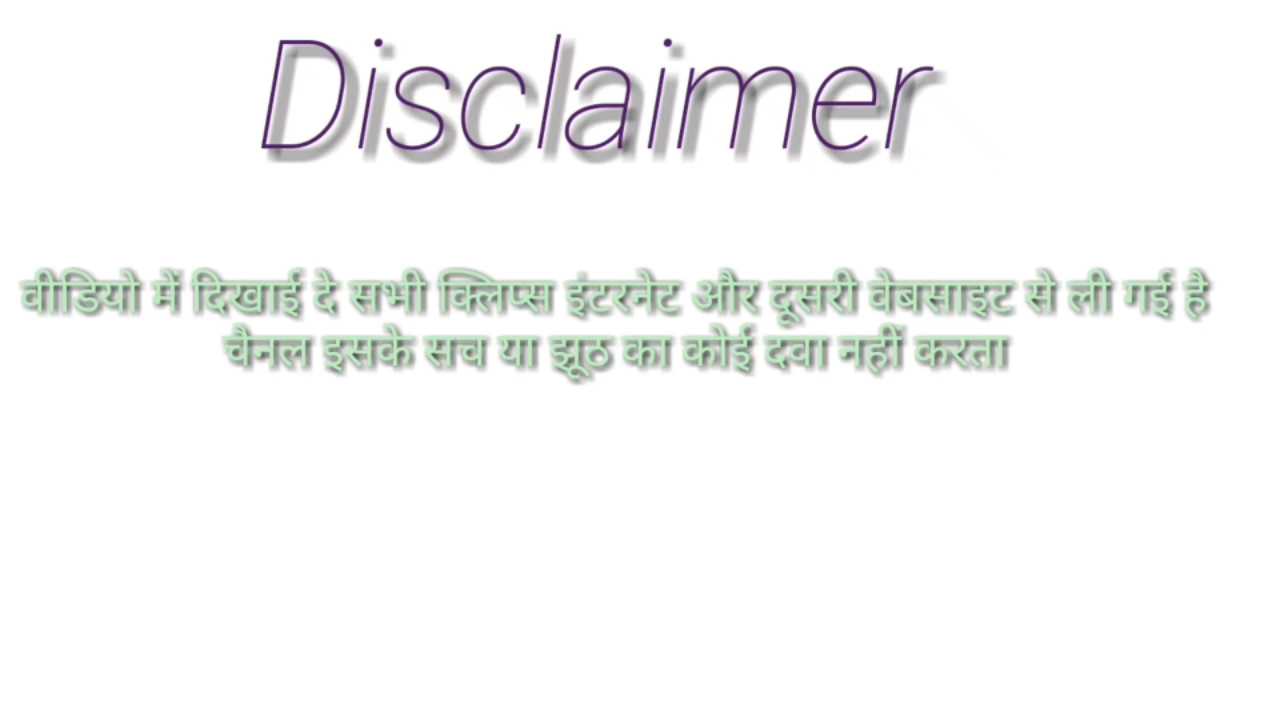 Disclaimer
वीडियो में दिखाई दे सभी क्लिप्स इंटरनेट और दूसरी वेबसाइट से ली गई है
चैनल इसके सच या झूठ का कोई दवा नहीं करता